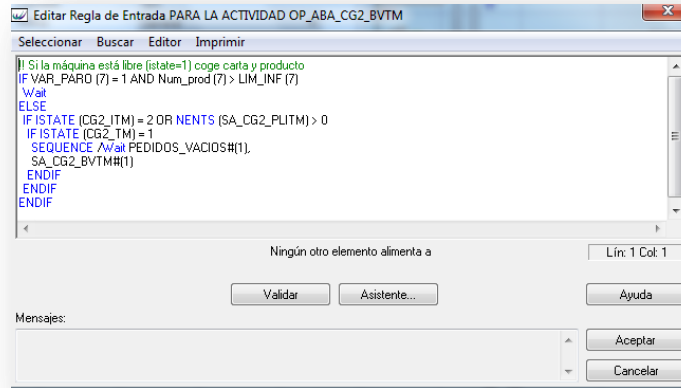 Editar Regla de Entrada PARA LA ACTIVIDAD OP_ABA_CG2_BVTM
Seleccionar Buscar Editor Imprimir
!! Si la máquina está libre (istate=1) coge carta y producto
IF VAR_PARO (7) = 1 AND Num_prod (7) > LIM_INF (7)
Wait
ELSE
IF ISTATE (CG2_ITM) = 2 OR NENTS (SA_CG2_PLITM) > 0
IF ISTATE (CG2_TM) = 1
SEQUENCE /Wait PEDIDOS_VACIOS#(1),
SA_CG2_BVTM#(1)
ENDIF
ENDIF
ENDIF
Ningún otro elemento alimenta a
Lín: 1 Col: 1
Validar Asistente... Ayuda
Mensajes:
Aceptar
Cancelar